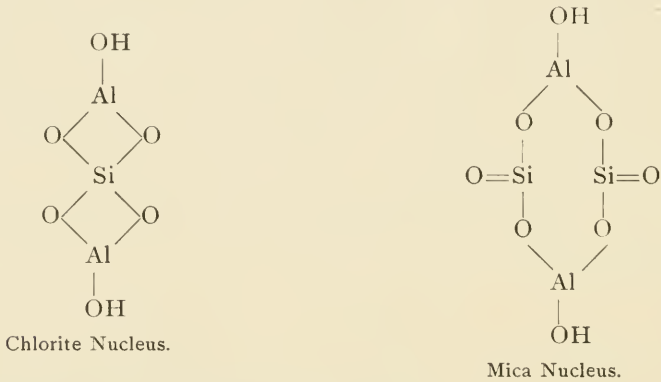 OH
OH
Al
Al
O O
O O
Si
O=Si Si=O
O O
O O
Al
Al
OH
OH
Chlorite Nucleus.
Mica Nucleus.